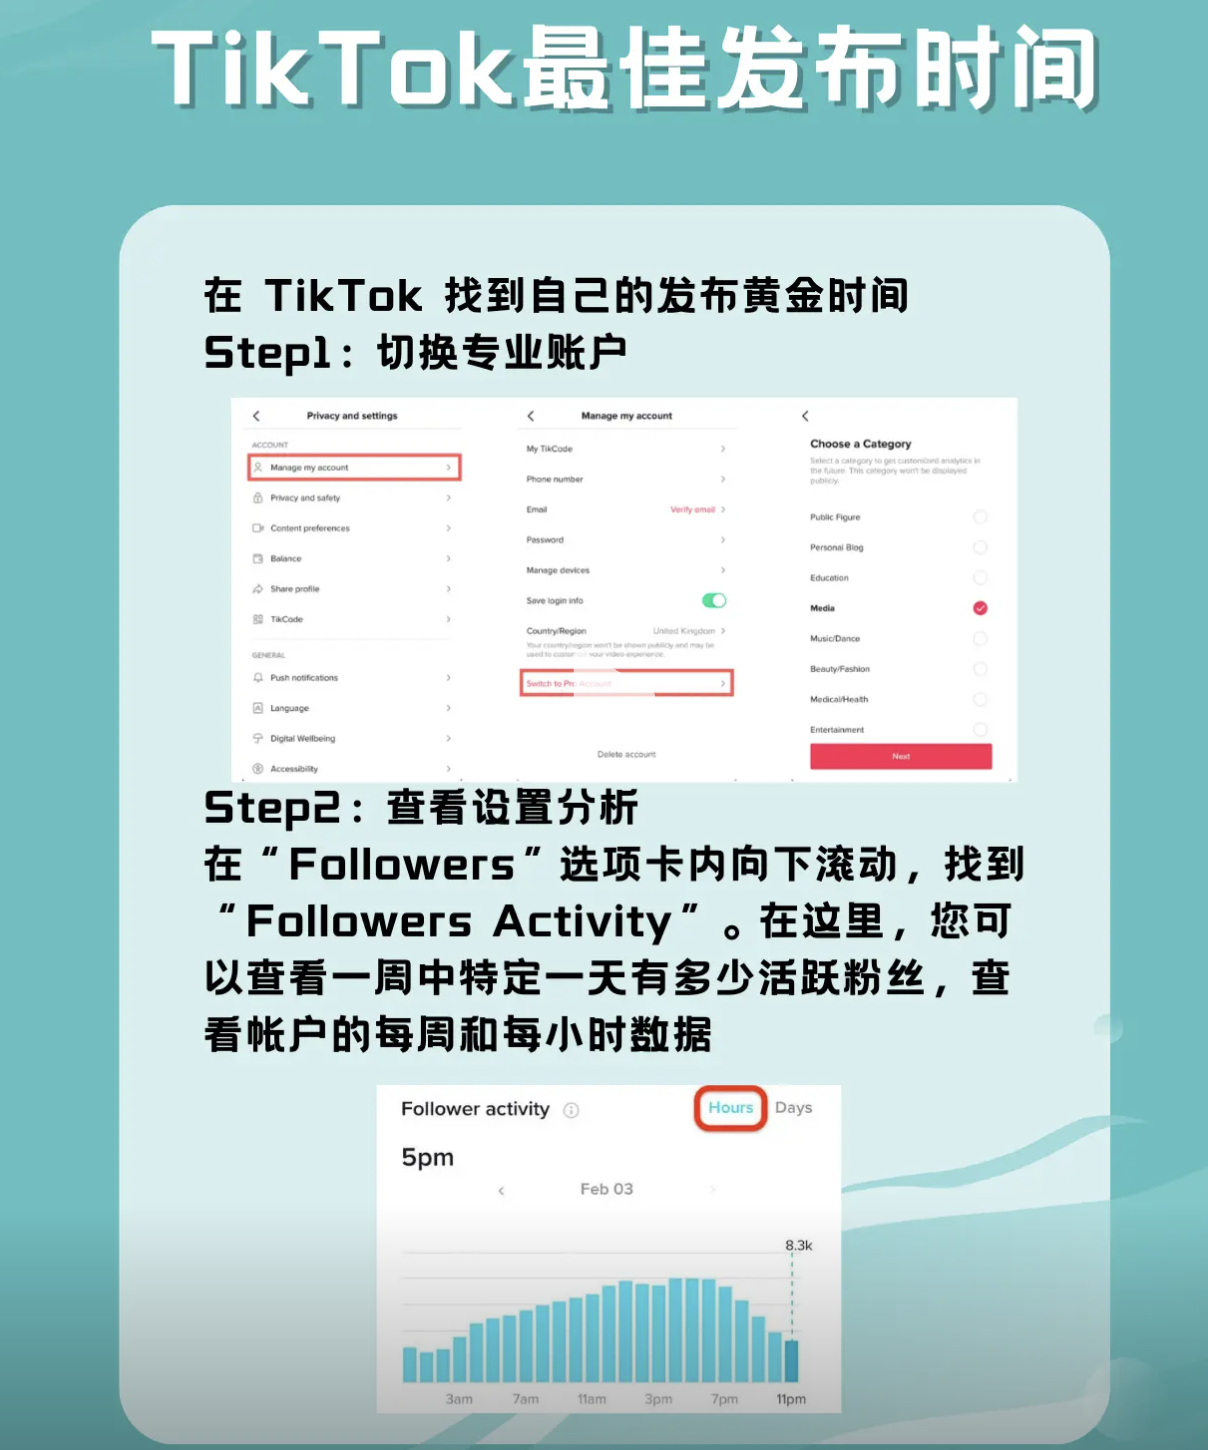 TikTok最佳发布时间
在 TikTok 找到自己的发布黄金时间
Step1：切换专业账户
Privacy and settings
ACCOUNT
Manage my account
Privacy and safety
Content preferences
Balance
Share profile
TikCode
GENERAL
Push notifications
Language
Digital Wellbeing
Accessibility
Manage my account
My TikCode
Phone number
Email Verify email
Password
Manage devices
Save login info
Country/Region United Kingdom
Your country/region won't be shown publicly and may be
used to your video experience.
Switch to Pro Account
Delete account
Choose a Category
Select a category to get customized analytics in
the future. This category won't be displayed
publicly.
Public Figure
Personal Blog
Education
Media
Music/Dance
Beauty/Fashion
Medical/Health
Entertainment
Next
Step2：查看设置分析
在“Followers”选项卡内向下滚动，找到
“Followers Activity”。在这里，您可
以查看一周中特定一天有多少活跃粉丝，查
看帐户的每周和每小时数据
Follower activity Hours Days
5pm
Feb 03
8.3k
3am 7am 11am 3pm 7pm 11pm